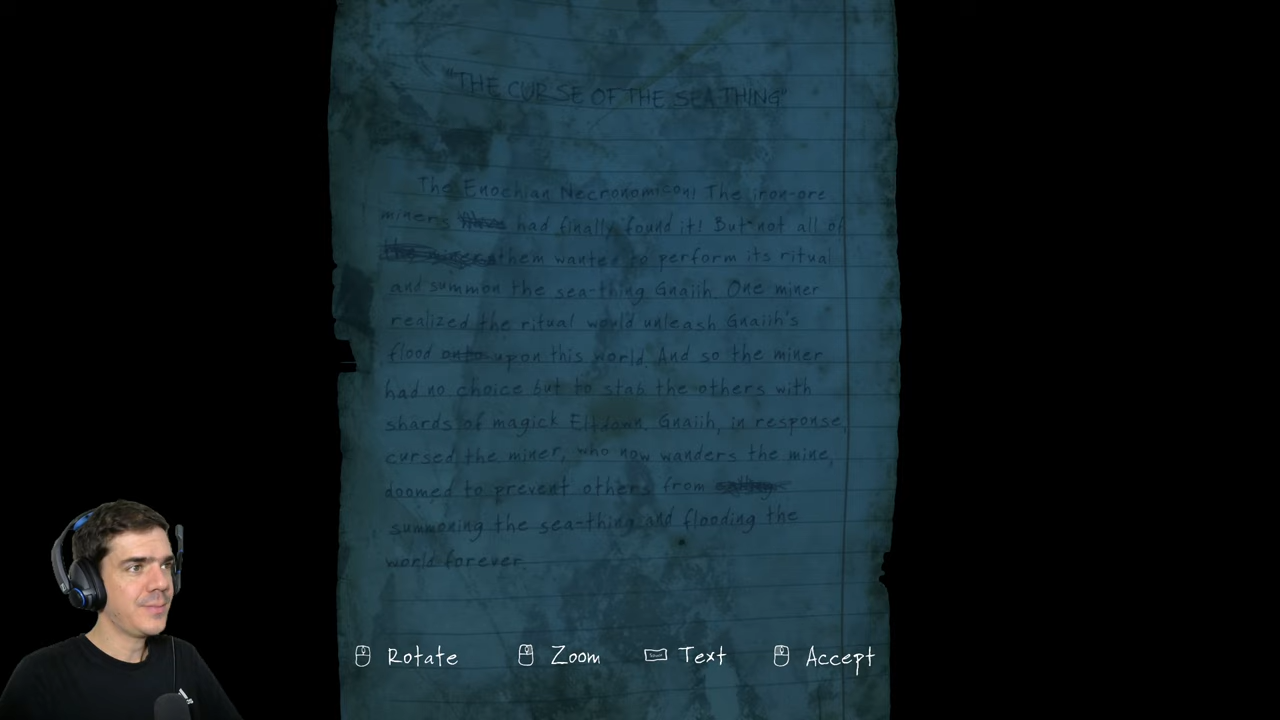 "THE CURSE OF THE SEA THING"
The Enochian Necronomicon! The iron-ore
miners had finally found it! But not all of
the miners them wanted to perform its ritual
and summon the sea-thing Gnaiih. One miner
realized the ritual would unleash Gnaiih's
flood onto upon this world. And so the miner
had no choice but to stab the others with
shards of magick Eltdown. Gnaiih, in response,
cursed the miner, who now wanders the mine,
doomed to prevent others from
summoning the sea-thing and flooding the
world forever
Rotate Zoom Text Accept